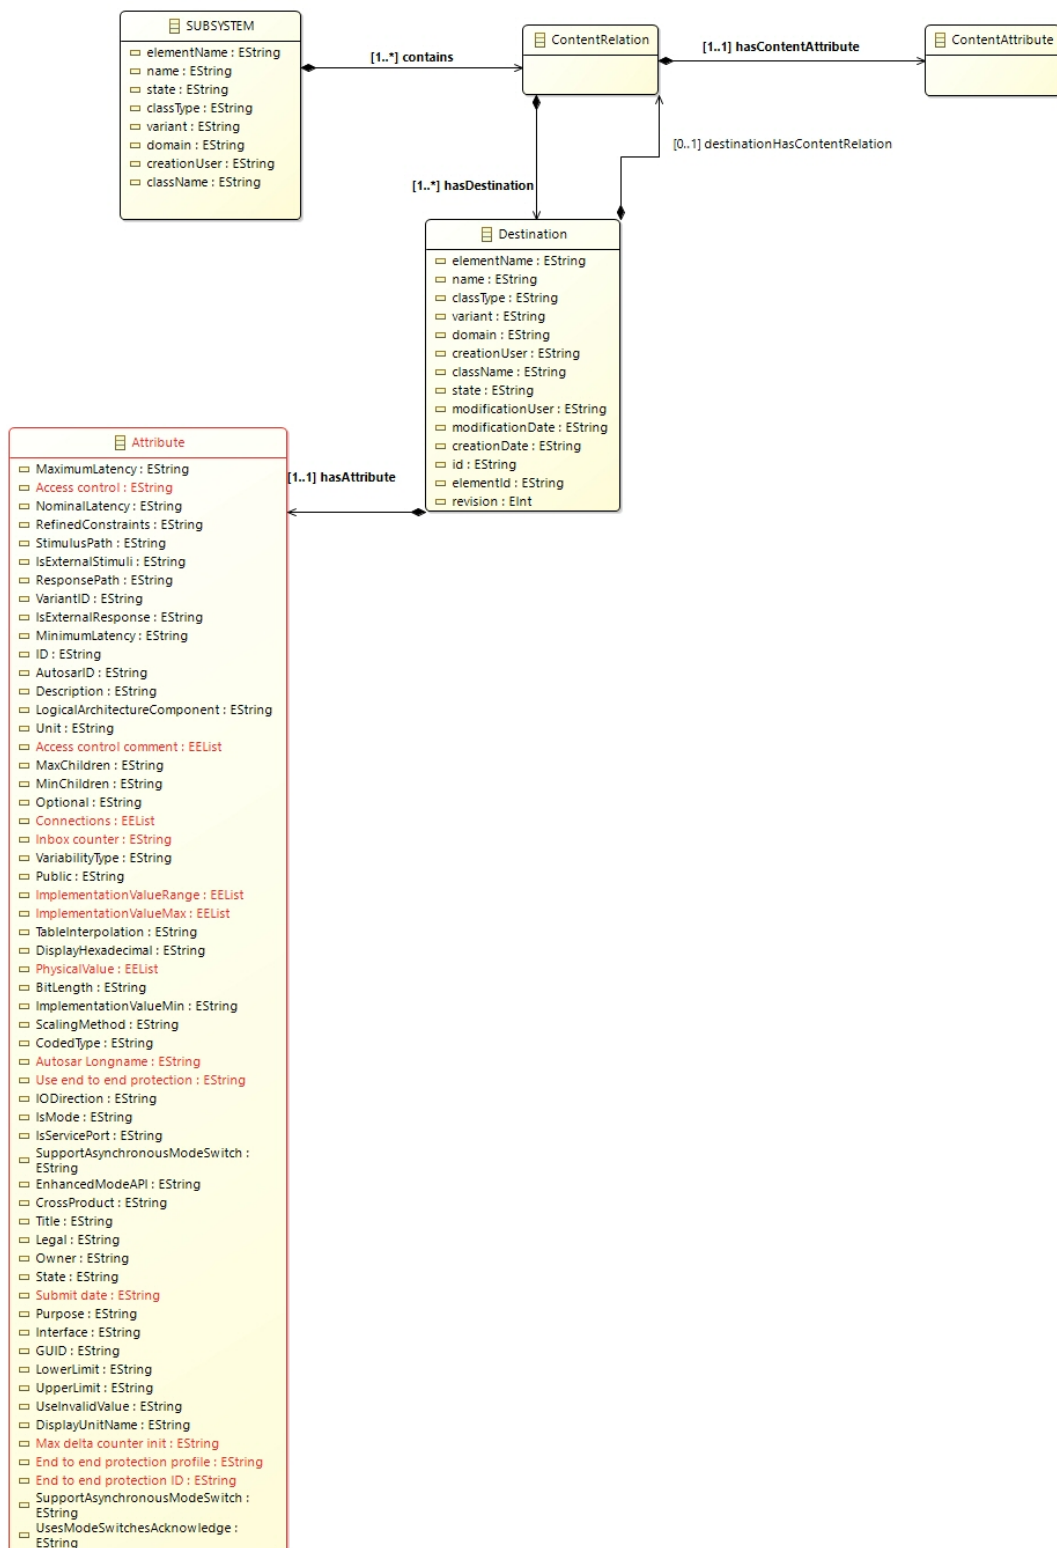 SUBSYSTEM
elementName : EString
name : EString
state : EString
classType : EString
variant : EString
domain : EString
creationUser : EString
className : EString
[1..*] contains
ContentRelation
[1..1] hasContentAttribute
ContentAttribute
[0..1] destinationHasContentRelation
[1..*] hasDestination
Destination
elementName : EString
name : EString
classType : EString
variant : EString
domain : EString
creationUser : EString
className : EString
state : EString
modificationUser : EString
modificationDate : EString
creationDate : EString
id : EString
elementId : EString
revision : EInt
[1..1] hasAttribute
Attribute
MaximumLatency : EString
Access control : EString
NominalLatency : EString
RefinedConstraints : EString
StimulusPath : EString
IsExternalStimuli : EString
ResponsePath : EString
VariantID : EString
IsExternalResponse : EString
MinimumLatency : EString
ID : EString
AutosarID : EString
Description : EString
LogicalArchitectureComponent : EString
Unit : EString
Access control comment : EEList
MaxChildren : EString
MinChildren : EString
Optional : EString
Connections : EEList
Inbox counter : EString
VariabilityType : EString
Public : EString
ImplementationValueRange : EEList
ImplementationValueMax : EEList
TableInterpolation : EString
DisplayHexadecimal : EString
PhysicalValue : EEList
BitLength : EString
ImplementationValueMin : EString
ScalingMethod : EString
CodedType : EString
Autosar Longname : EString
Use end to end protection : EString
IODirection : EString
IsMode : EString
IsServicePort : EString
SupportAsynchronousModeSwitch :
EString
EnhancedModeAPI : EString
CrossProduct : EString
Title : EString
Legal : EString
Owner : EString
State : EString
Submit date : EString
Purpose : EString
Interface : EString
GUID : EString
LowerLimit : EString
UpperLimit : EString
UseInvalidValue : EString
DisplayUnitName : EString
Max delta counter init : EString
End to end protection profile : EString
End to end protection ID : EString
SupportAsynchronousModeSwitch :
EString
UsesModeSwitchesAcknowledge :
EString